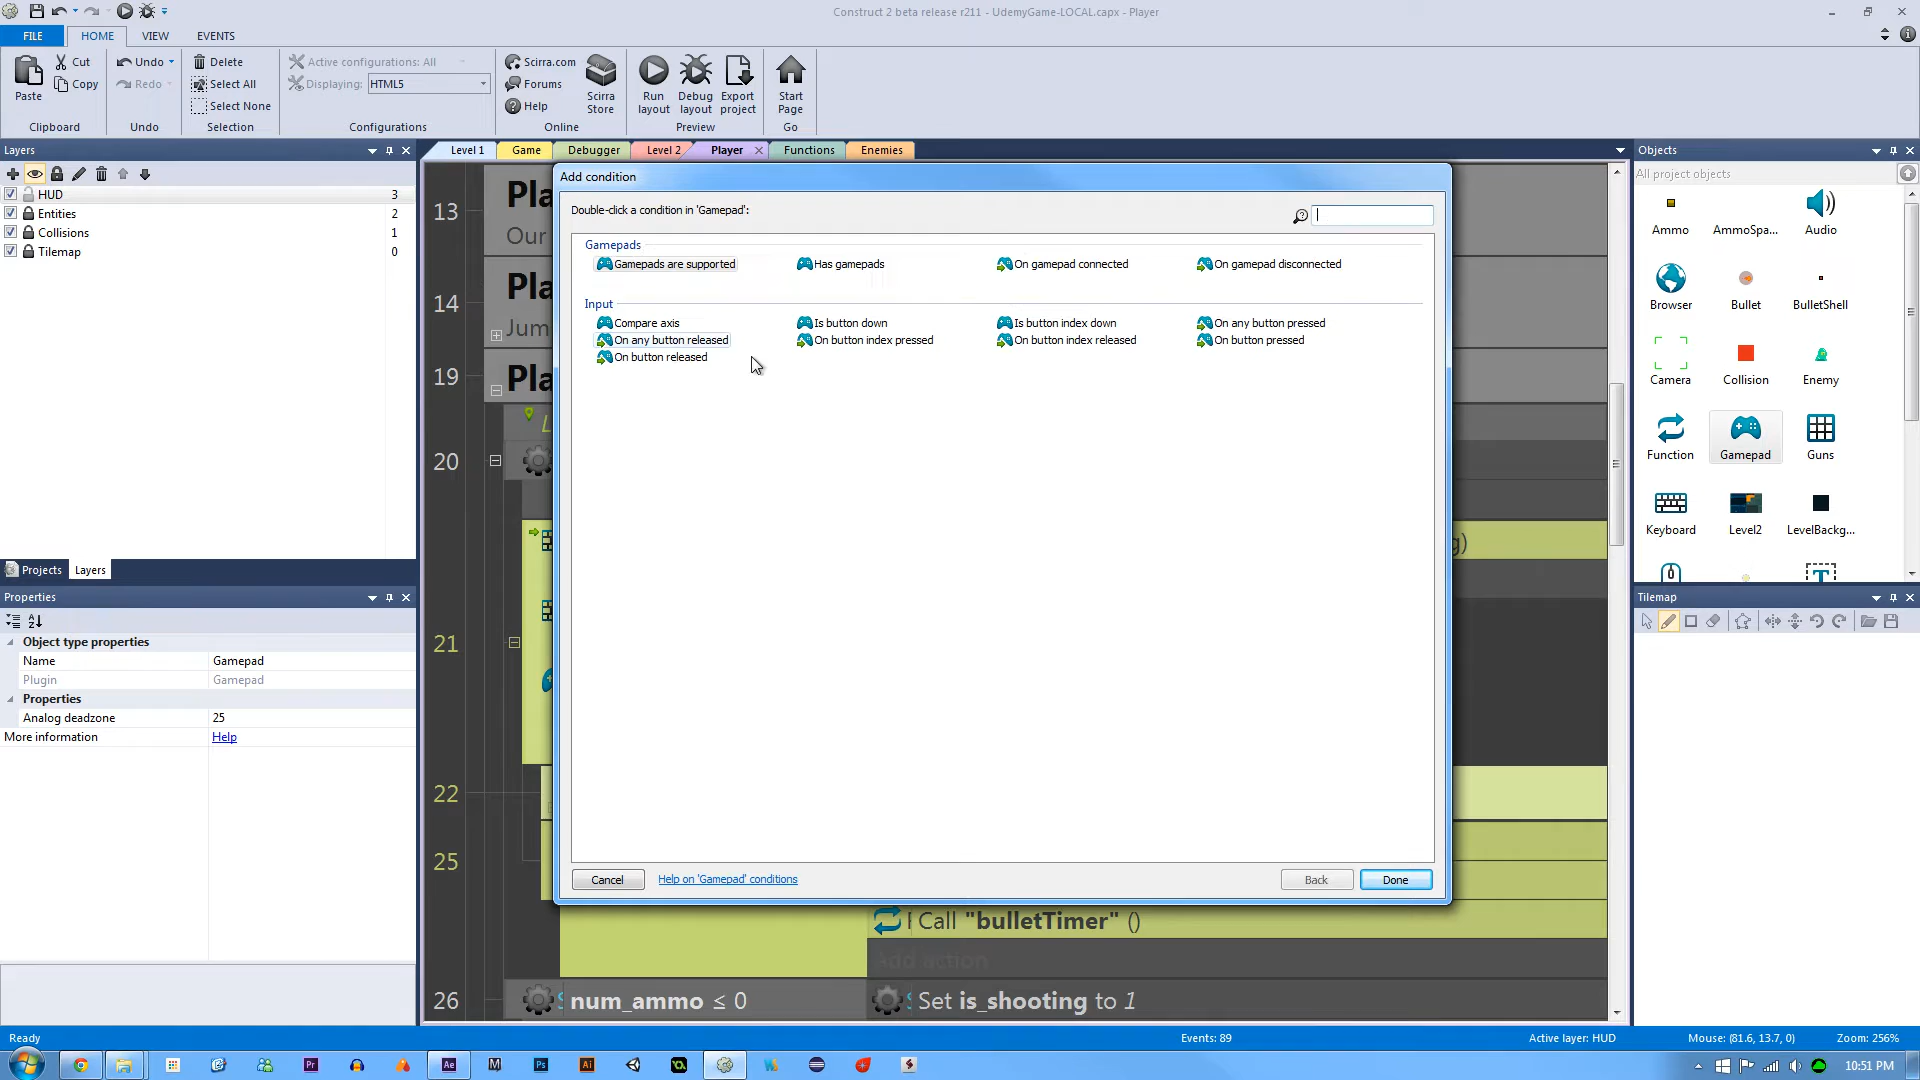 Construct 2 beta release r211 - UdemyGame-LOCAL.capx - Player
FILE HOME VIEW EVENTS
Paste
Cut
Copy
Clipboard
Undo
Redo
Undo
Delete
Select All
Select None
Selection
Active configurations: All
Displaying: HTML5
Configurations
Scirra.com
Forums
Help
Scirra Store
Online
Run layout
Debug layout
Export project
Preview
Start Page
Go
Layers
HUD 3
Entities 2
Collisions 1
Tilemap 0
Projects Layers
Properties
Object type properties
Name Gamepad
Plugin Gamepad
Properties
Analog deadzone 25
More information Help
Level 1 Game Debugger Level 2 Player Functions Enemies
13 Pla
Our
14 Pla
Jum
19 Pla
20
21
22
25
26
Add condition
Double-click a condition in 'Gamepad':
Gamepads
Gamepads are supported Has gamepads On gamepad connected On gamepad disconnected
Input
Compare axis Is button down Is button index down On any button pressed
On any button released On button index pressed On button index released On button pressed
On button released
Cancel Help on 'Gamepad' conditions Back Done
g)
Call "bulletTimer" ()
Add action
num_ammo ≤ 0 Set is_shooting to 1
Objects
All project objects
Ammo AmmoSpa... Audio
Browser Bullet BulletShell
Camera Collision Enemy
Function Gamepad Guns
Keyboard Level2 LevelBackg...
Tilemap
Ready Events: 89 Active layer: HUD Mouse: (81.6, 13.7, 0) Zoom: 256%
10:51 PM